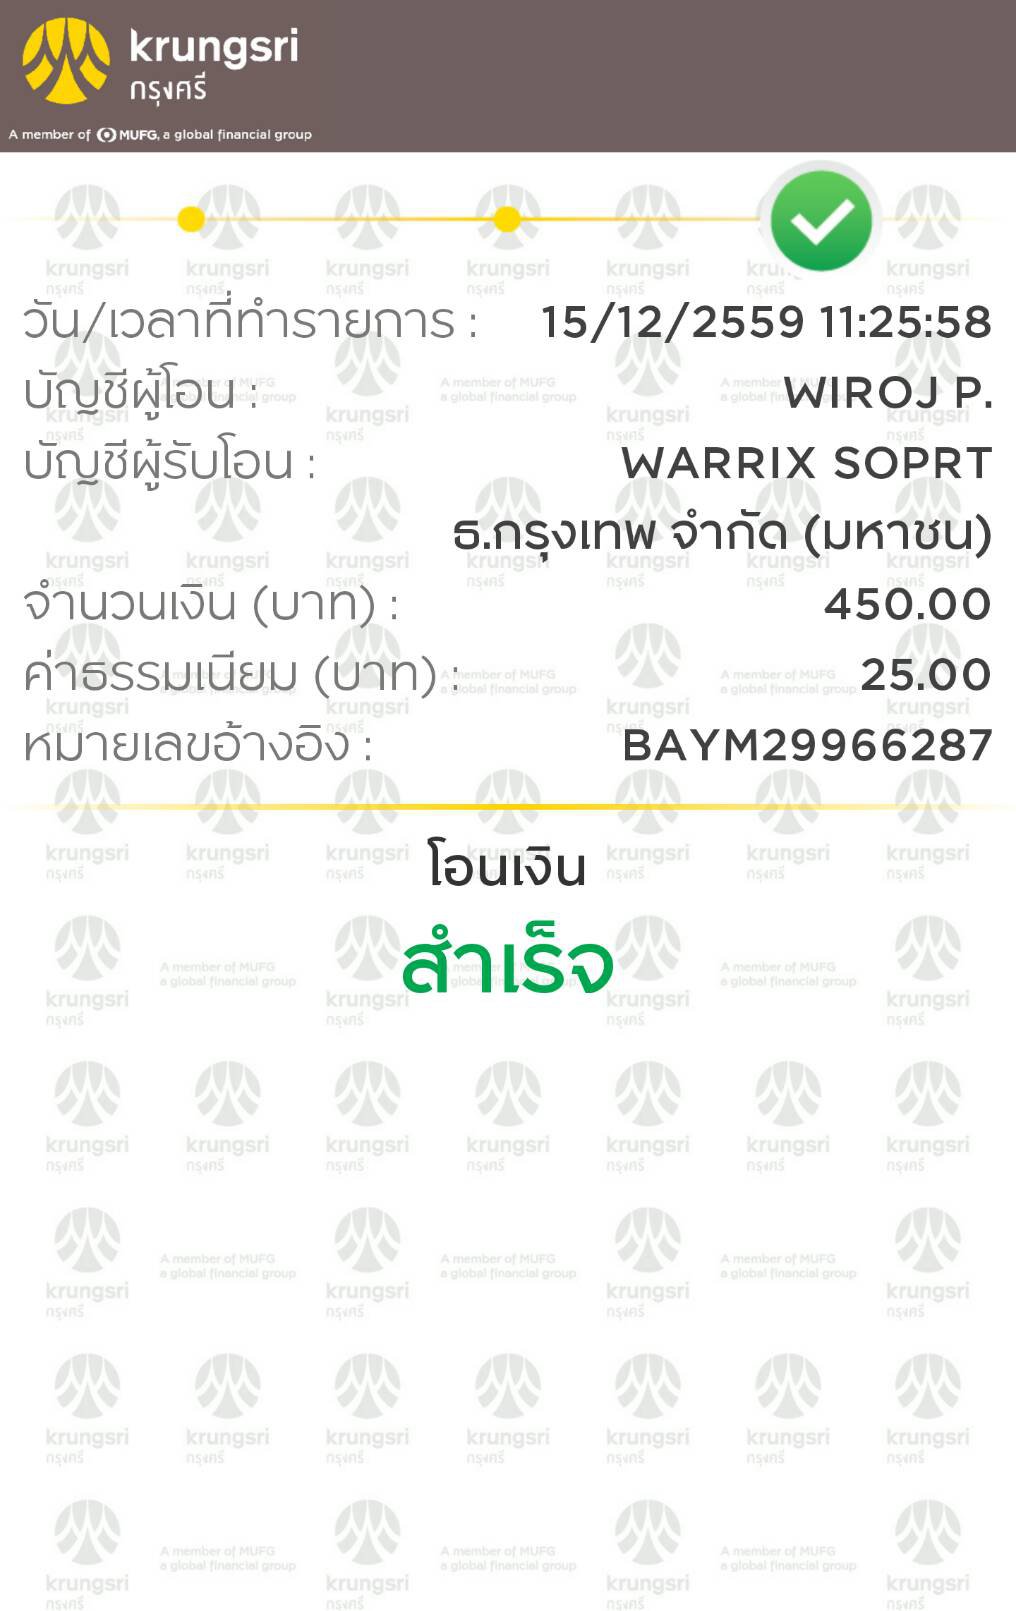 krungsri
กรุงศรี
A member of MUFG, a global financial group
วัน/เวลาที่ทำรายการ : 15/12/2559 11:25:58
บัญชีผู้โอน : WIROJ P.
บัญชีผู้รับโอน : WARRIX SOPRT
ธ.กรุงเทพ จำกัด (มหาชน)
จำนวนเงิน (บาท) : 450.00
ค่าธรรมเนียม (บาท) : 25.00
หมายเลขอ้างอิง : BAYM29966287
โอนเงิน
สำเร็จ